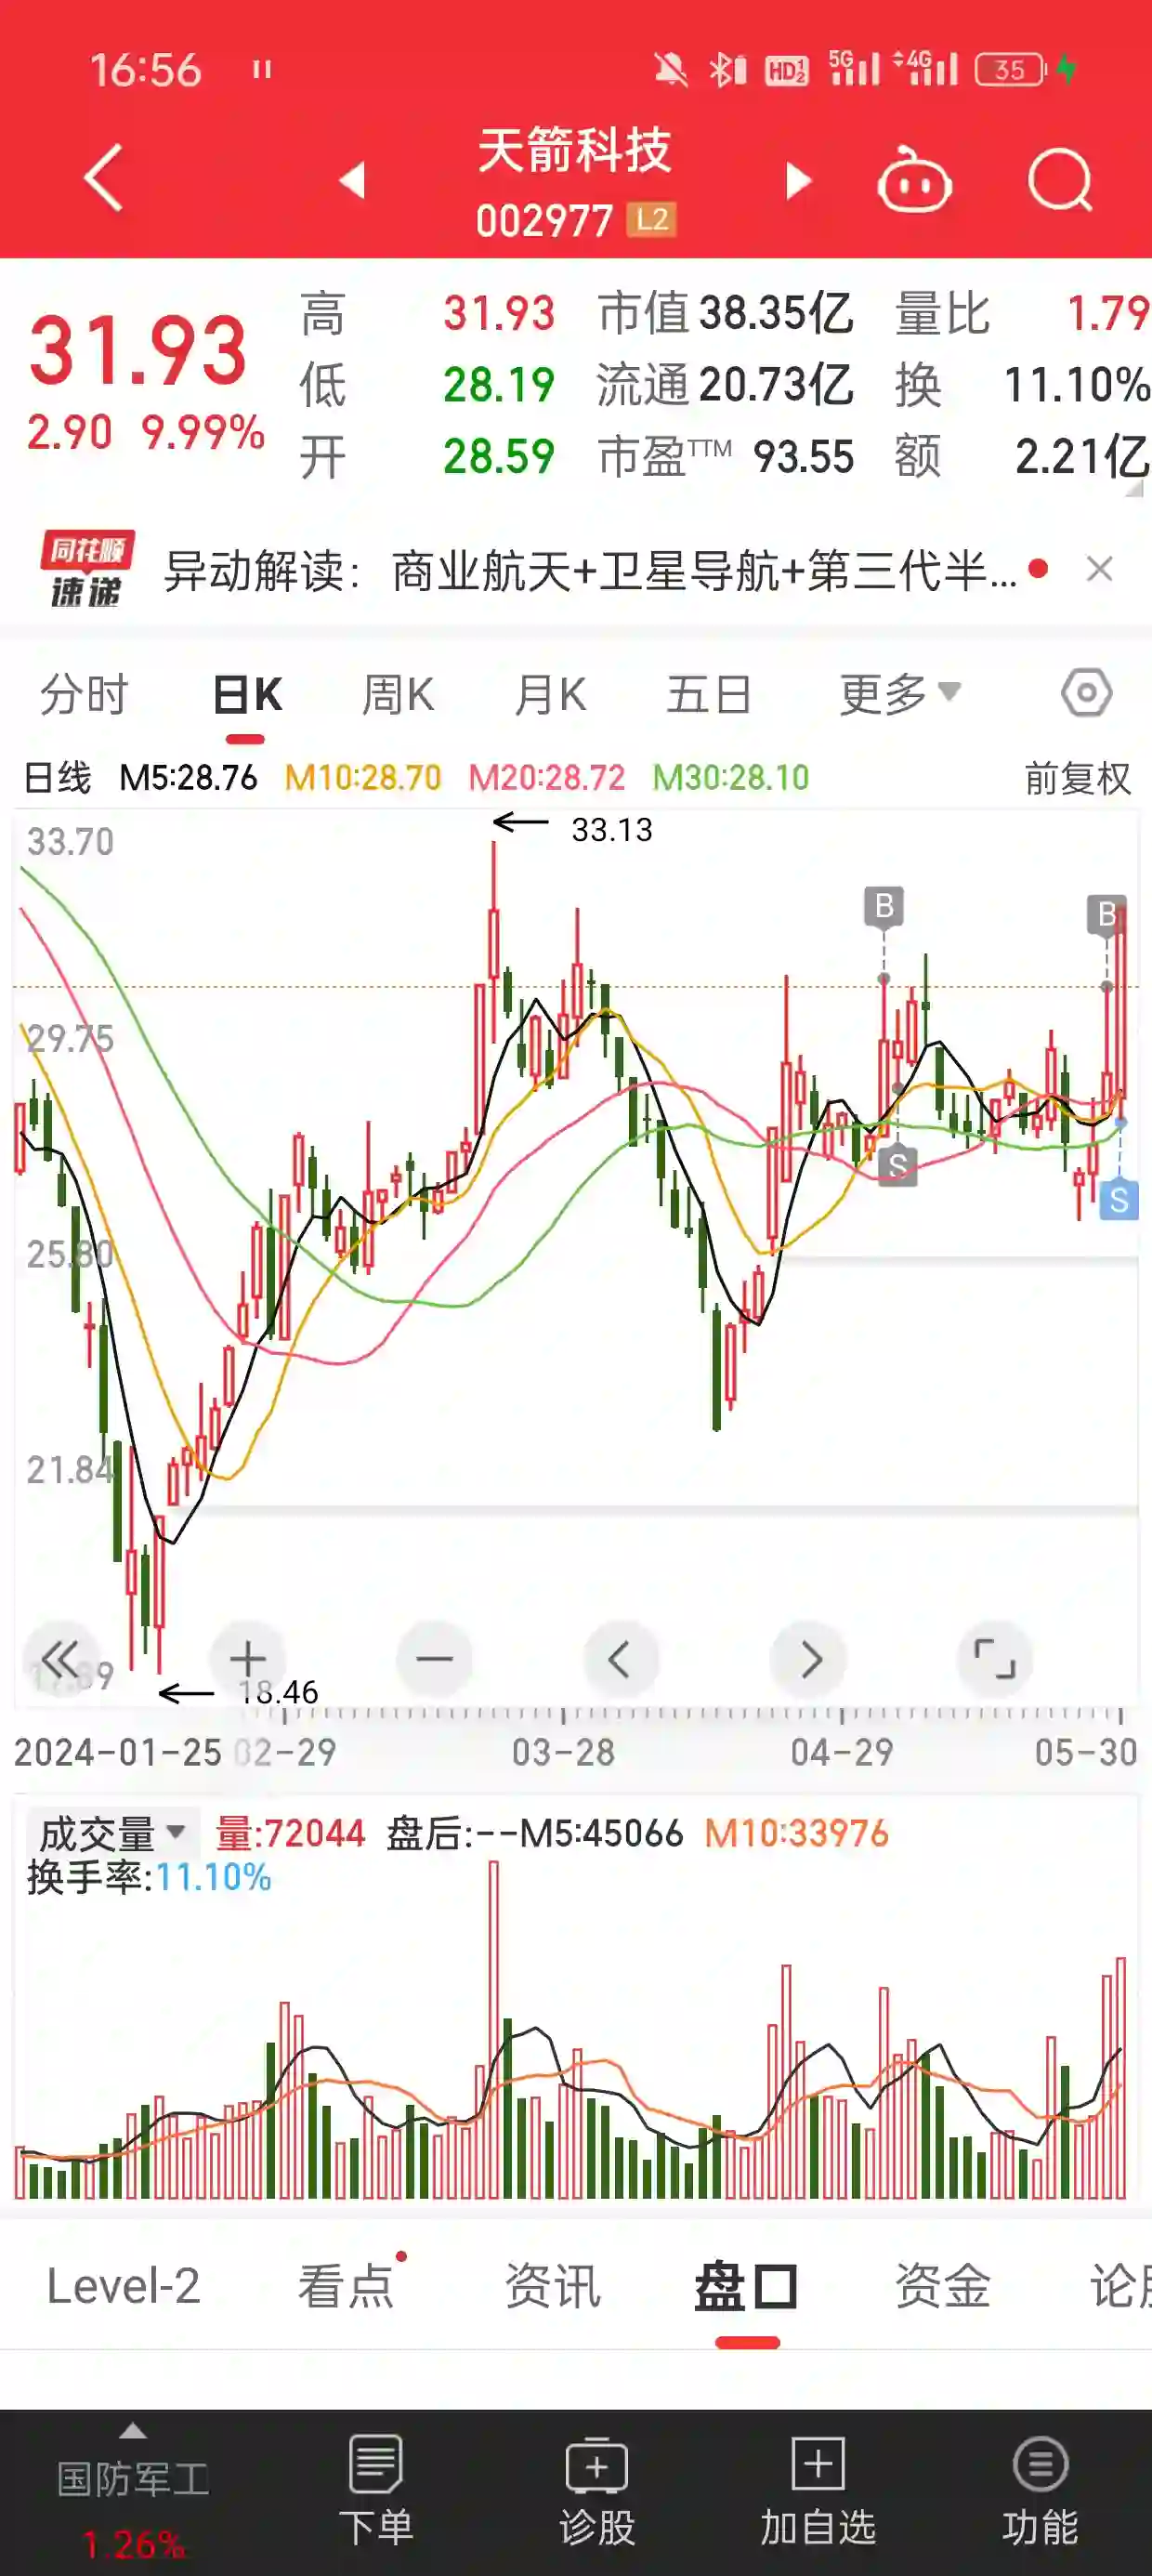 16:56
HD 1 2 5G 4G 35
天箭科技
002977 L2
31.93 高 31.93 市值 38.35亿 量比 1.79
2.90 9.99% 低 28.19 流通 20.73亿 换 11.10%
开 28.59 市盈TTM 93.55 额 2.21亿
同花顺
速递
异动解读：商业航天+卫星导航+第三代半...
分时 日K 周K 月K 五日 更多
日线 M5:28.76 M10:28.70 M20:28.72 M30:28.10 前复权
33.13
33.70
B B
29.75
S
S
25.80
21.84
18.46
2024-01-25 02-29 03-28 04-29 05-30
成交量 量:72044 盘后:--M5:45066 M10:33976
换手率:11.10%
Level-2 看点 资讯 盘口 资金 论
国防军工
1.26%
下单 诊股 加自选 功能